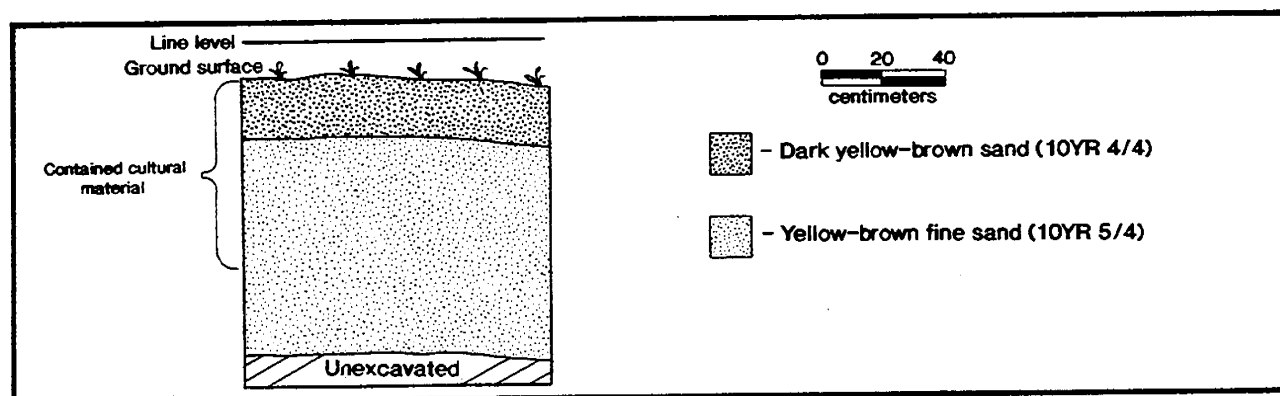 Line level
Ground surface
Contained cultural
material
Unexcavated
0 20 40
centimeters
- Dark yellow-brown sand (10YR 4/4)
- Yellow-brown fine sand (10YR 5/4)